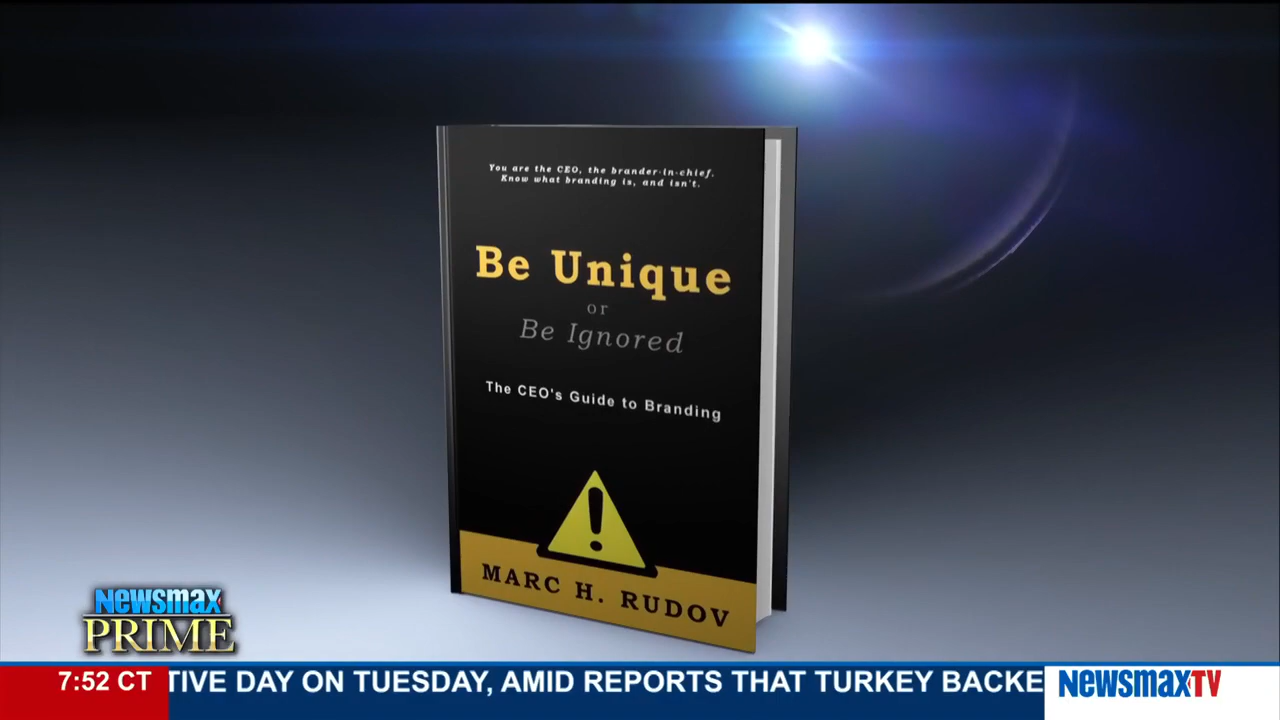 You are the CEO, the brander-in-chief.
Know what branding is, and isn't.
Be Unique
or
Be Ignored
The CEO's Guide to Branding
MARC H. RUDOV
NEWSMAX
PRIME
7:52 CT
TIVE DAY ON TUESDAY, AMID REPORTS THAT TURKEY BACKE
NEWSMAXTV